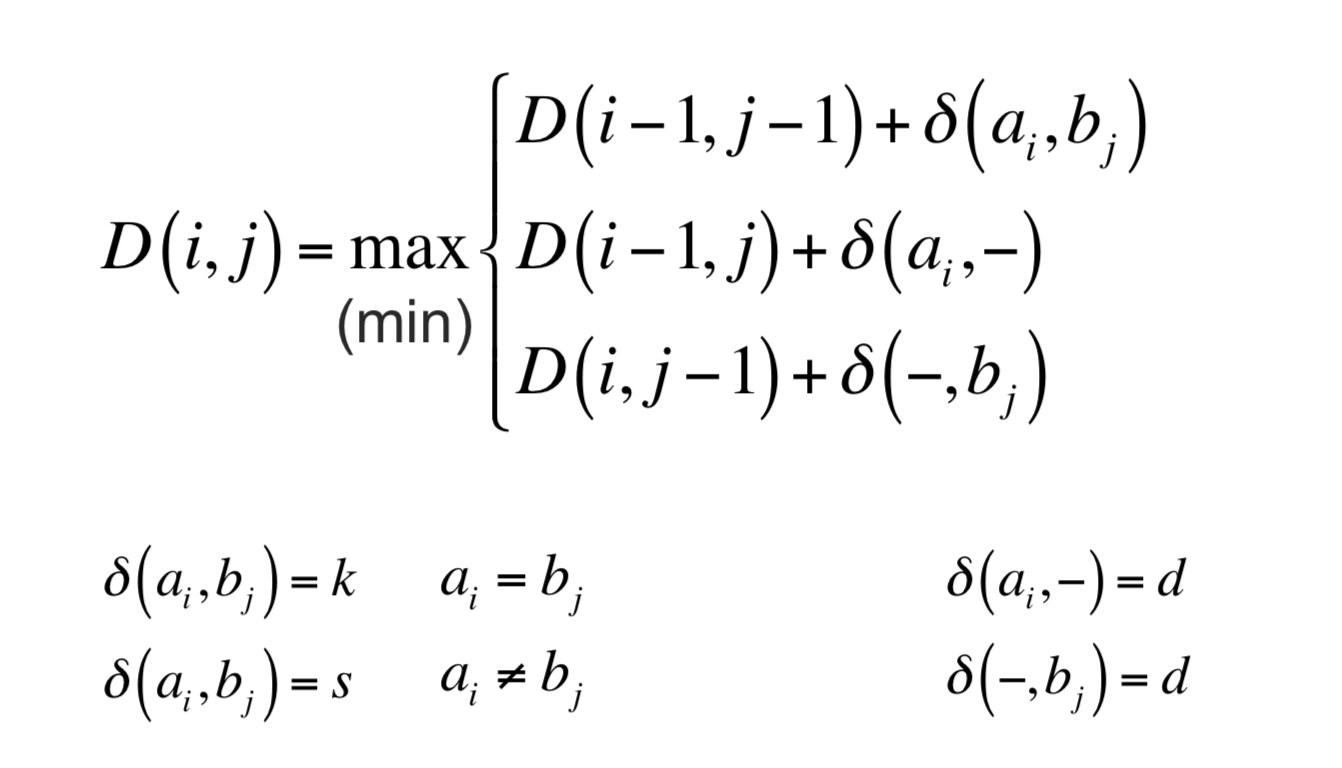 D(i−1, j−1) + δ(a_i, b_j)
D(i, j) = max { D(i−1, j) + δ(a_i, −)
(min)
D(i, j−1) + δ(−, b_j)
δ(a_i, b_j) = k a_i = b_j δ(a_i, −) = d
δ(a_i, b_j) = s a_i ≠ b_j δ(−, b_j) = d